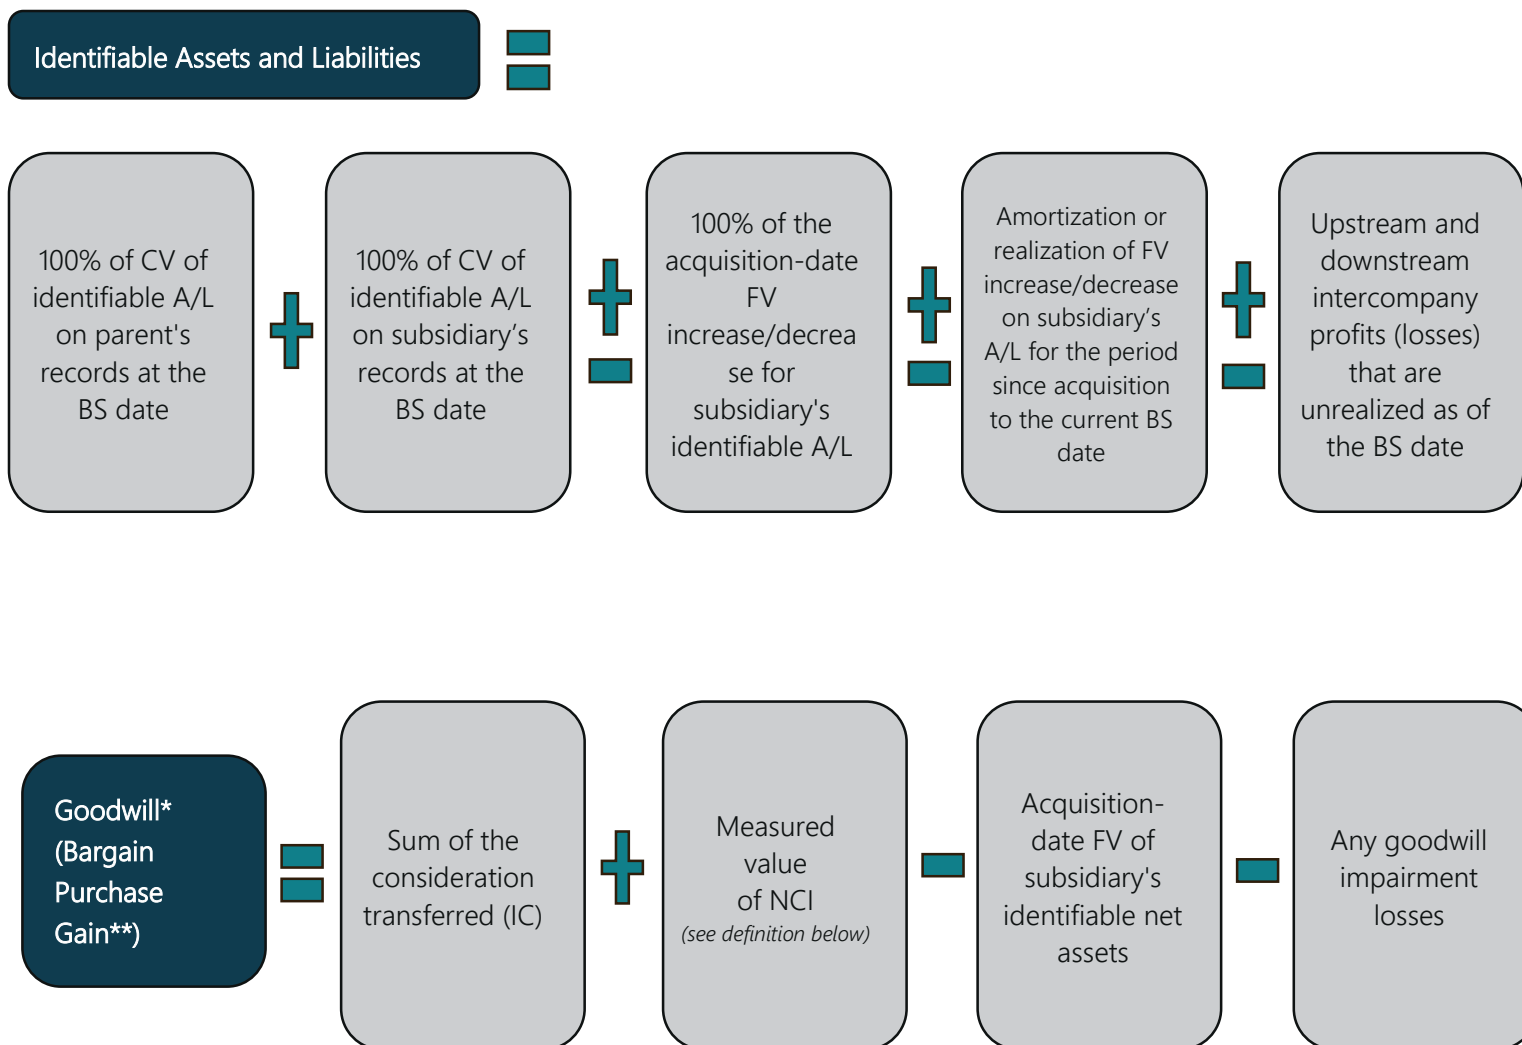 Identifiable Assets and Liabilities
100% of CV of
identifiable A/L
on parent's
records at the
BS date
100% of CV of
identifiable A/L
on subsidiary’s
records at the
BS date
100% of the
acquisition-date
FV
increase/decrea
se for
subsidiary's
identifiable A/L
Amortization or
realization of FV
increase/decrease
on subsidiary’s
A/L for the period
since acquisition
to the current BS
date
Upstream and
downstream
intercompany
profits (losses)
that are
unrealized as of
the BS date
Goodwill*
(Bargain
Purchase
Gain**)
Sum of the
consideration
transferred (IC)
Measured
value
of NCI
(see definition below)
Acquisition-
date FV of
subsidiary's
identifiable net
assets
Any goodwill
impairment
losses